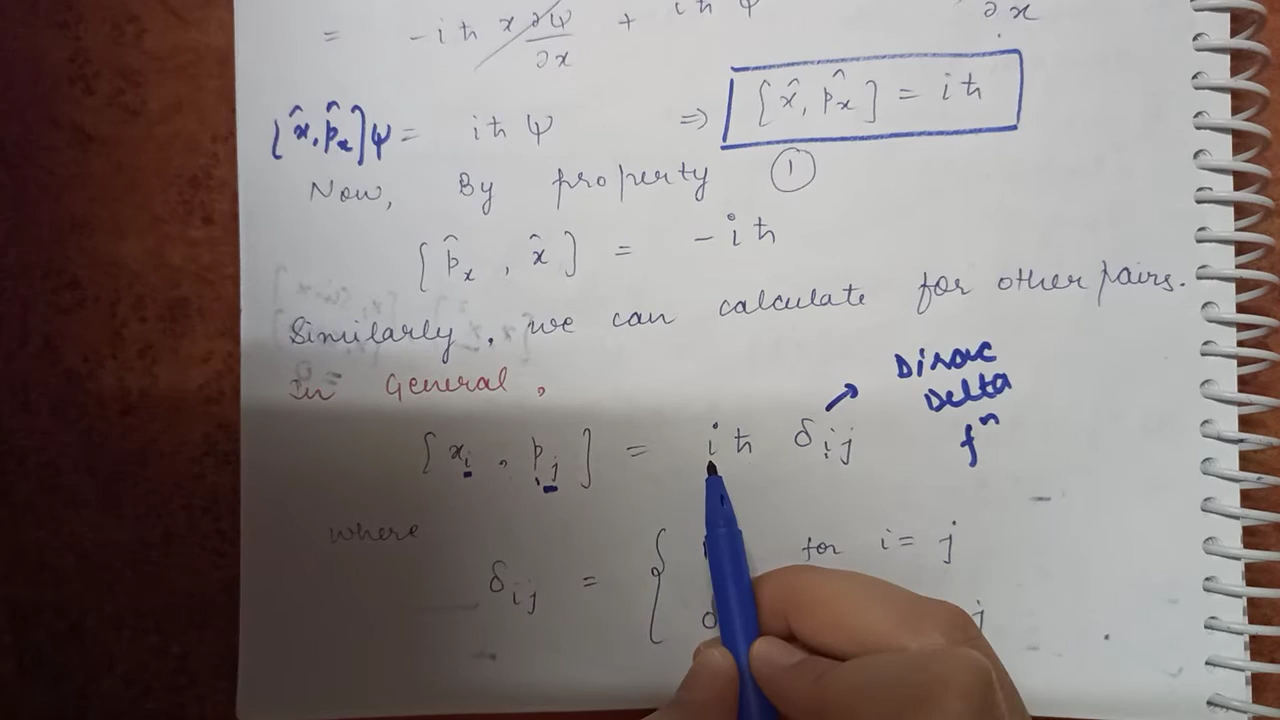 = -iħ x ∂ψ/∂x + iħ ψ
∂x
[x̂, p̂x]ψ = iħ ψ ⇒ [x̂, p̂x] = iħ
Now, By property ①
[p̂x, x̂] = -iħ
Similarly, we can calculate for other pairs.
In General,
[xi, pj] = iħ δij → Dirac Delta fⁿ
where
δij = { for i = j
0 j